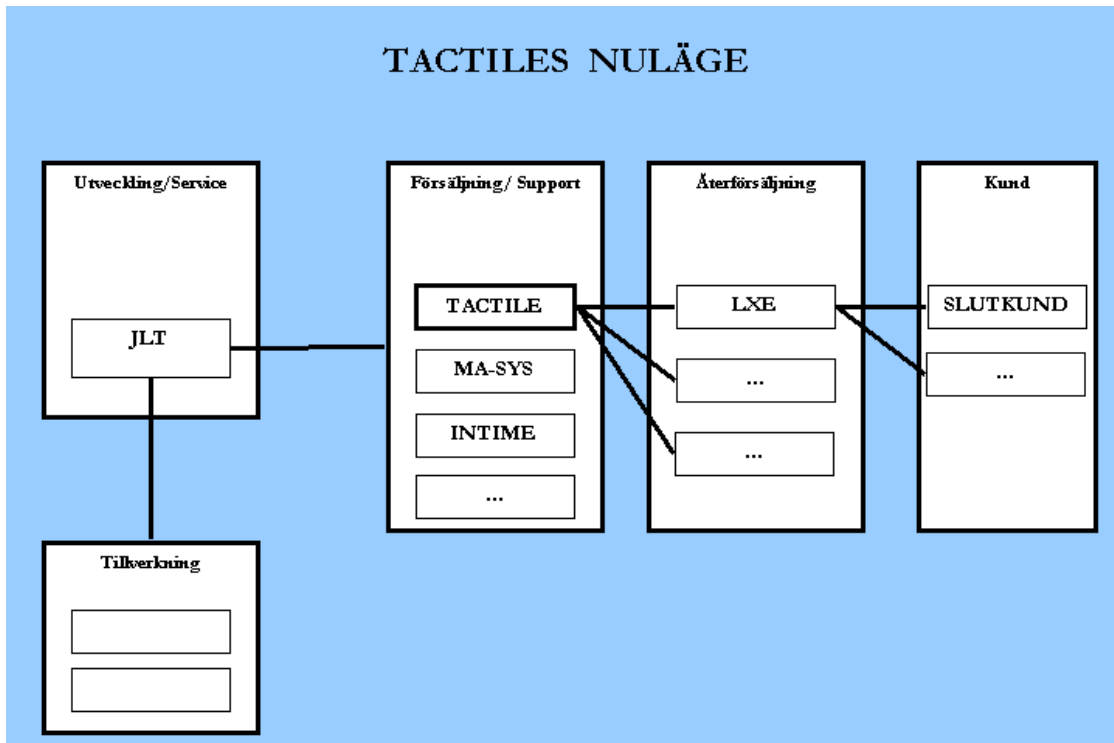 TACTILES NULÄGE
Utveckling/Service
JLT
Tillverkning
Försäljning/ Support
TACTILE
MA-SYS
INTIME
...
Återförsäljning
LXE
...
...
Kund
SLUTKUND
...